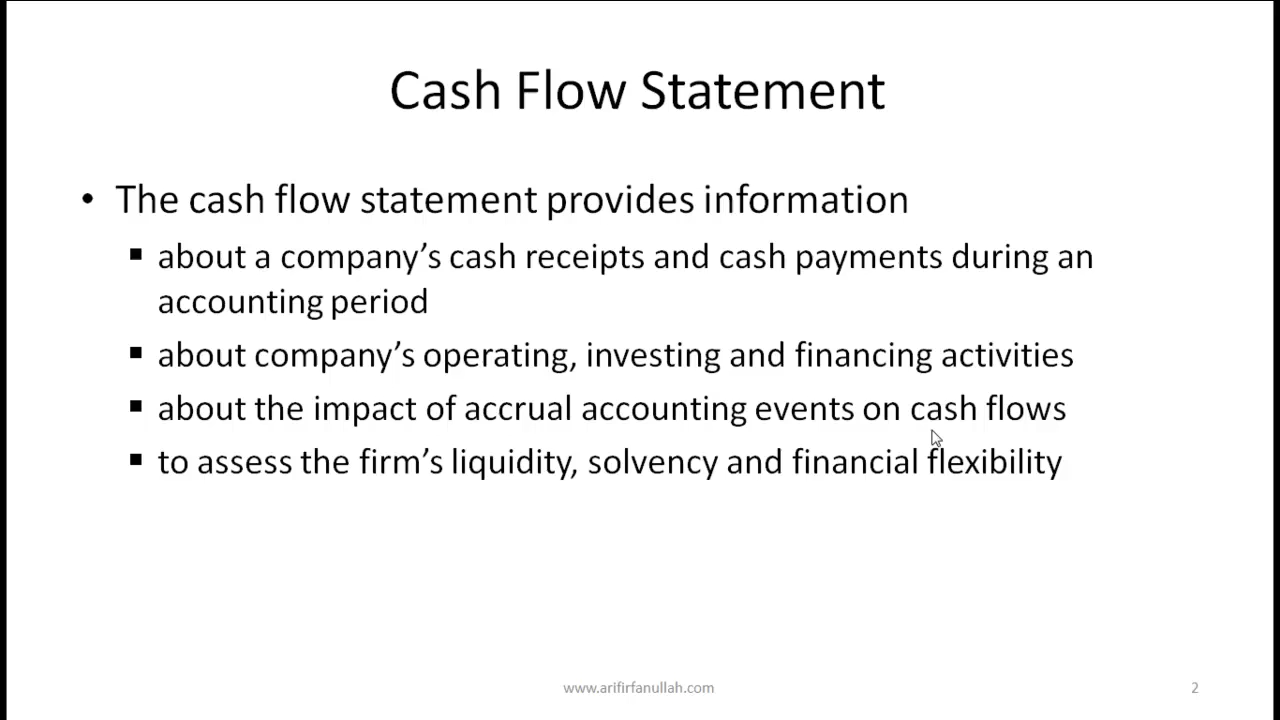 Cash Flow Statement
• The cash flow statement provides information
▪ about a company’s cash receipts and cash payments during an
accounting period
▪ about company’s operating, investing and financing activities
▪ about the impact of accrual accounting events on cash flows
▪ to assess the firm’s liquidity, solvency and financial flexibility
www.arifirfanullah.com
2